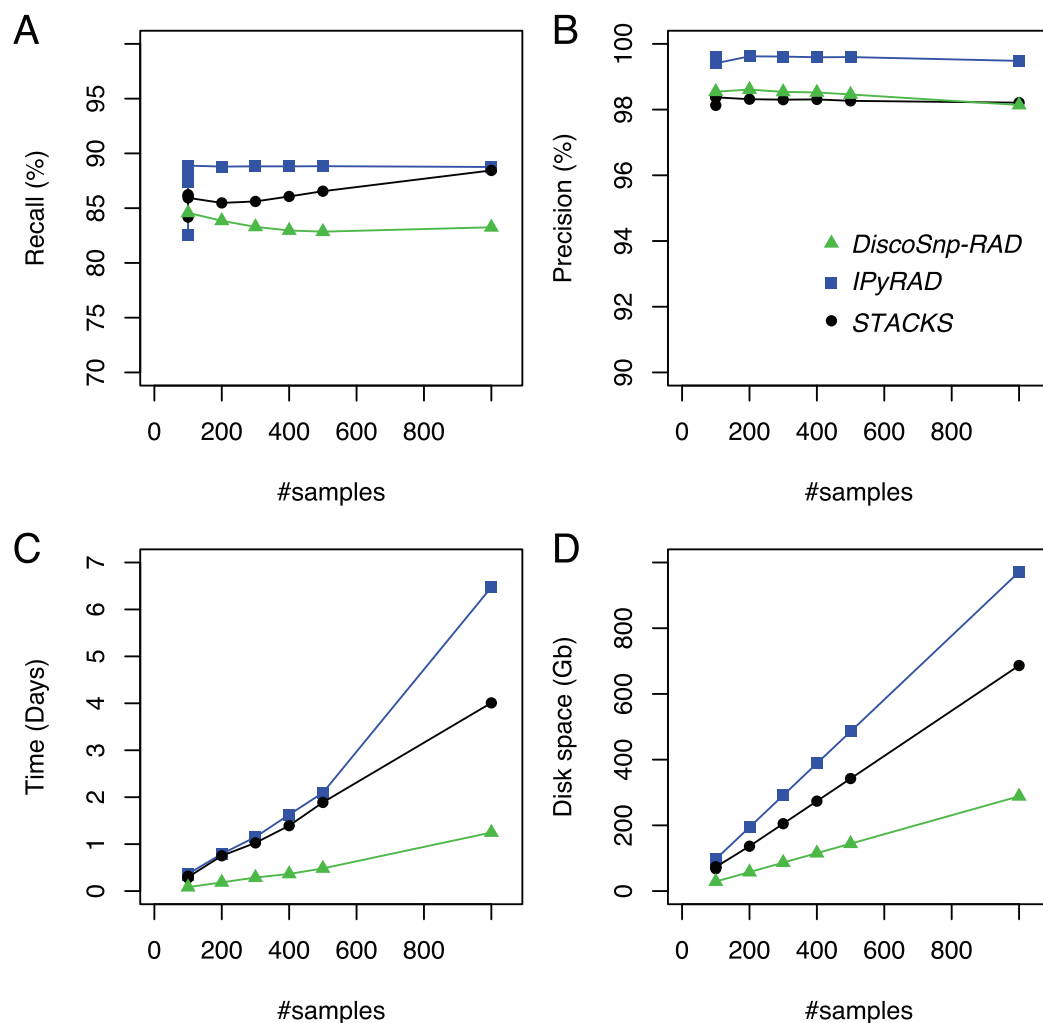 A
Recall (%)
95
90
85
80
75
70
0 200 400 600 800
#samples
B
Precision (%)
100
98
96
94
92
90
DiscoSnp-RAD
IPyRAD
STACKS
0 200 400 600 800
#samples
C
Time (Days)
7
6
5
4
3
2
1
0
0 200 400 600 800
#samples
D
Disk space (Gb)
800
600
400
200
0
0 200 400 600 800
#samples